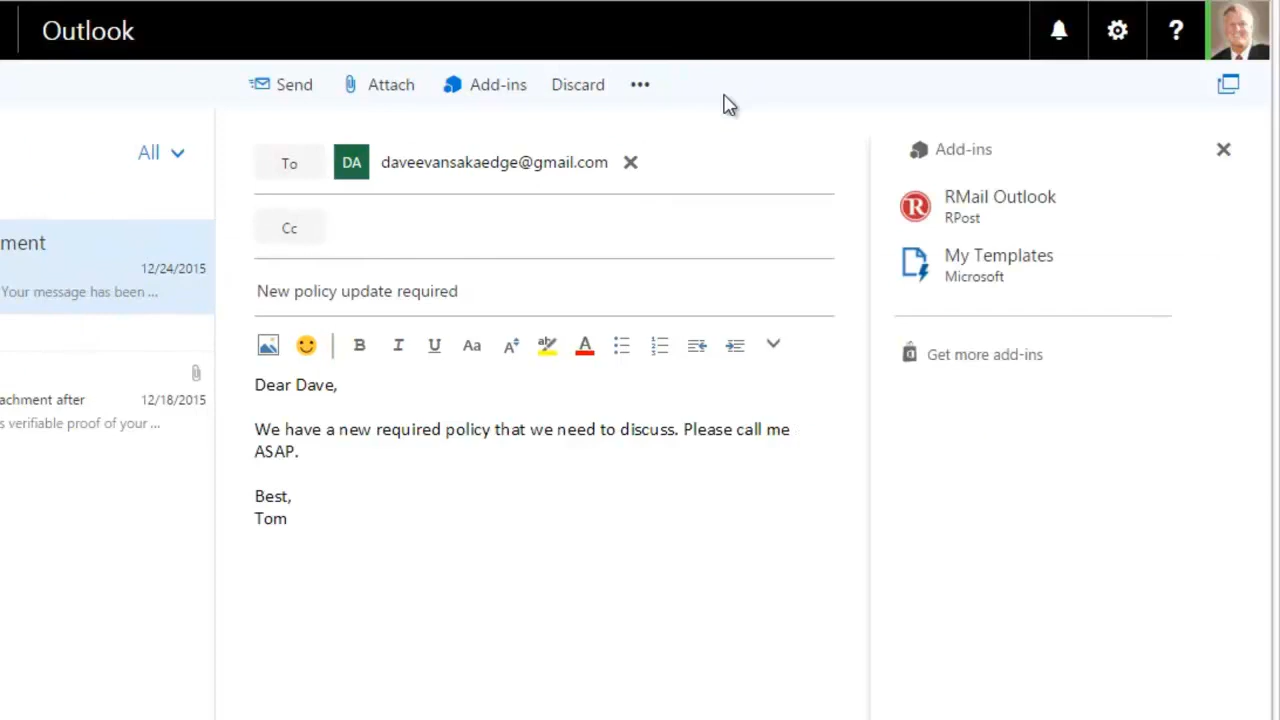 Outlook
?
Send
Attach
Add-ins
Discard
•••
All
ment
12/24/2015
Your message has been ...
achment after
12/18/2015
s verifiable proof of your ...
To
DA
daveevansakaedge@gmail.com
Cc
New policy update required
B
I
U
Aa
A
ab
A
Dear Dave,
We have a new required policy that we need to discuss. Please call me
ASAP.
Best,
Tom
Add-ins
R
RMail Outlook
RPost
My Templates
Microsoft
Get more add-ins